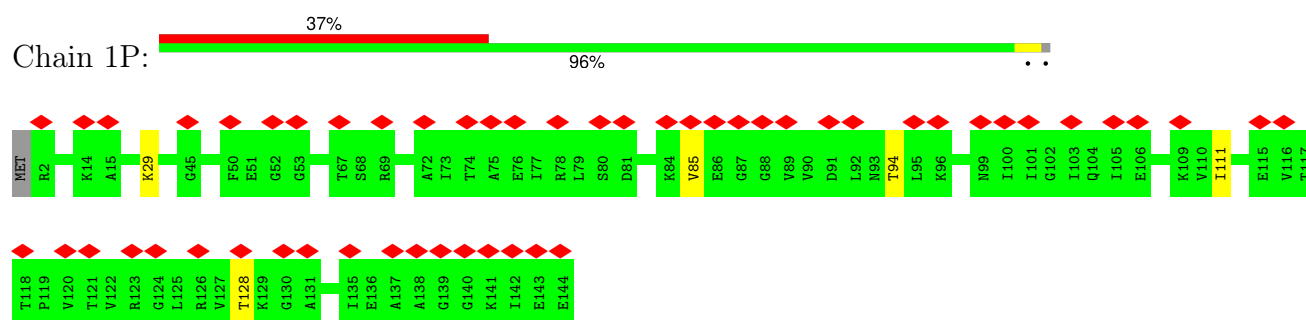 37%
Chain 1P:
96%
• •
MET R2 K14 A15 K29 G45 F50 E51 G52 G53 T67 S68 R69 A72 I73 T74 A75 E76 I77 R78 L79 S80 D81 K84 V85 E86 G87 G88 V89 V90 D91 L92 N93 T94 L95 K96 N99 I100 I101 G102 I103 Q104 I105 E106 K109 V110 I111 E115 V116 T117
T118 P119 V120 T121 V122 R123 G124 L125 R126 V127 T128 K129 G130 A131 I135 E136 A137 A138 G139 G140 K141 I142 E143 E144